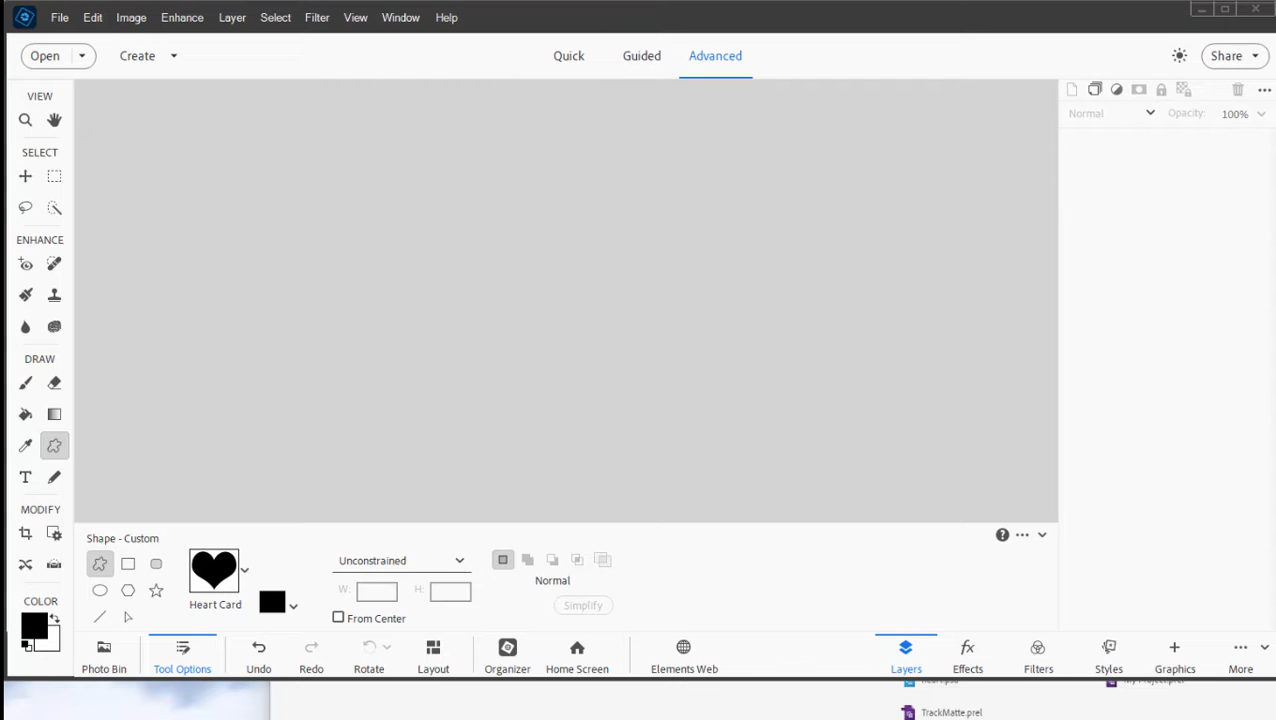 File Edit Image Enhance Layer Select Filter View Window Help
Open Create Quick Guided Advanced Share
VIEW
Normal Opacity: 100%
SELECT
ENHANCE
DRAW
T
MODIFY
Shape - Custom
Unconstrained
Normal
W: H:
COLOR
Heart Card
Simplify
From Center
Photo Bin Tool Options Undo Redo Rotate Layout Organizer Home Screen Elements Web Layers Effects Filters Styles Graphics More
TrackMatte.prel